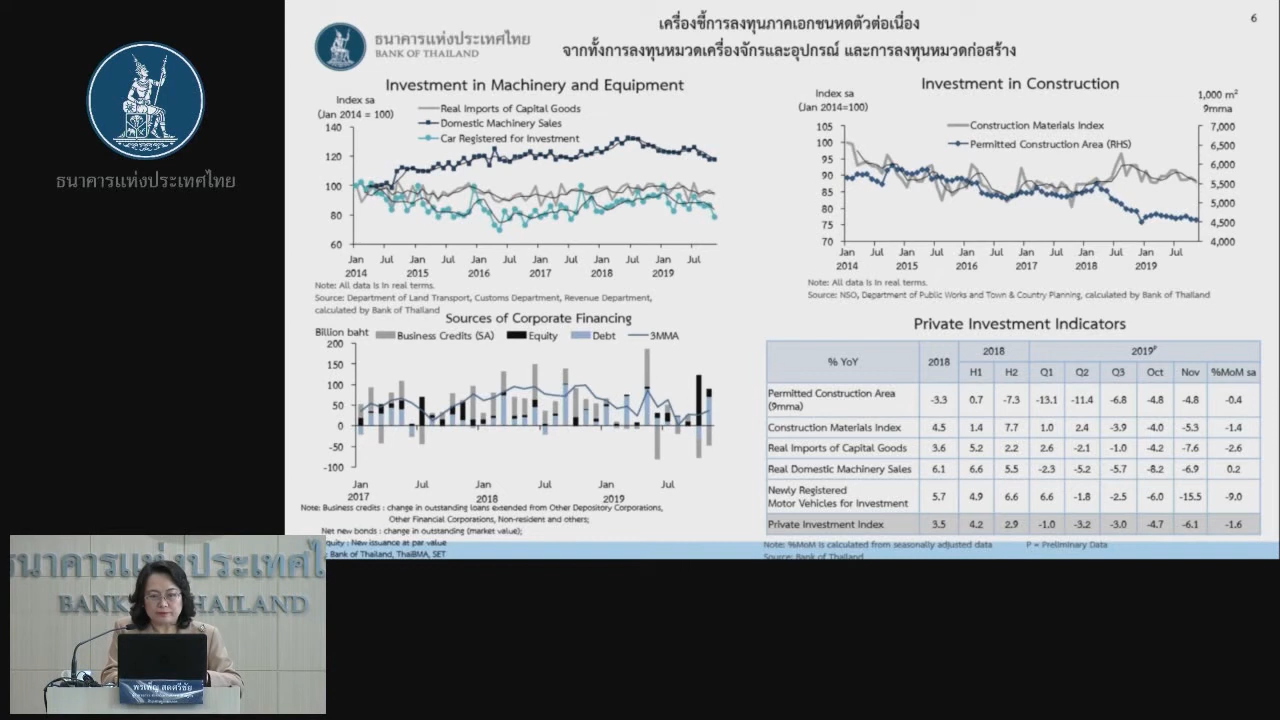 ธนาคารแห่งประเทศไทย
ธนาคารแห่งประเทศไทย
BANK OF THAILAND
เครื่องชี้การลงทุนภาคเอกชนหดตัวต่อเนื่อง
จากทั้งการลงทุนหมวดเครื่องจักรและอุปกรณ์ และการลงทุนหมวดก่อสร้าง
6
Investment in Machinery and Equipment
Index sa
(Jan 2014 = 100)
Real Imports of Capital Goods
Domestic Machinery Sales
Car Registered for Investment
140
120
100
80
60
Jan Jul Jan Jul Jan Jul Jan Jul Jan Jul Jan Jul
2014 2015 2016 2017 2018 2019
Note: All data is in real terms.
Source: Department of Land Transport, Customs Department, Revenue Department,
calculated by Bank of Thailand
Investment in Construction
Index sa
(Jan 2014=100)
1,000 m²
9mma
Construction Materials Index
Permitted Construction Area (RHS)
105 7,000
100 6,500
95 6,000
90 5,500
85 5,000
80 4,500
75 4,000
70
Jan Jul Jan Jul Jan Jul Jan Jul Jan Jul Jan Jul
2014 2015 2016 2017 2018 2019
Note: All data is in real terms.
Source: NSO, Department of Public Works and Town & Country Planning, calculated by Bank of Thailand
Sources of Corporate Financing
Billion baht
Business Credits (SA) Equity Debt 3MMA
200
150
100
50
0
-50
-100
Jan Jul Jan Jul Jan Jul
2017 2018 2019
Note: Business credits : change in outstanding loans extended from Other Depository Corporations,
Other Financial Corporations, Non-resident and others;
Net new bonds : change in outstanding (market value);
quity : New issuance at par value
: Bank of Thailand, ThaiBMA, SET
Private Investment Indicators
% YoY 2018 2018 2019ᴾ
H1 H2 Q1 Q2 Q3 Oct Nov %MoM sa
Permitted Construction Area (9mma) -3.3 0.7 -7.3 -13.1 -11.4 -6.8 -4.8 -4.8 -0.4
Construction Materials Index 4.5 1.4 7.7 1.0 2.4 -3.9 -4.0 -5.3 -1.4
Real Imports of Capital Goods 3.6 5.2 2.2 2.6 -2.1 -1.0 -4.2 -7.6 -2.6
Real Domestic Machinery Sales 6.1 6.6 5.5 -2.3 -5.2 -5.7 -8.2 -6.9 0.2
Newly Registered Motor Vehicles for Investment 5.7 4.9 6.6 6.6 -1.8 -2.5 -6.0 -15.5 -9.0
Private Investment Index 3.5 4.2 2.9 -1.0 -3.2 -3.0 -4.7 -6.1 -1.6
Note: %MoM is calculated from seasonally adjusted data P = Preliminary Data
Source: Bank of Thailand
นาคารแห่งประเทศไ
BANK THAILAND
พรเพ็ญ สดศรีชัย